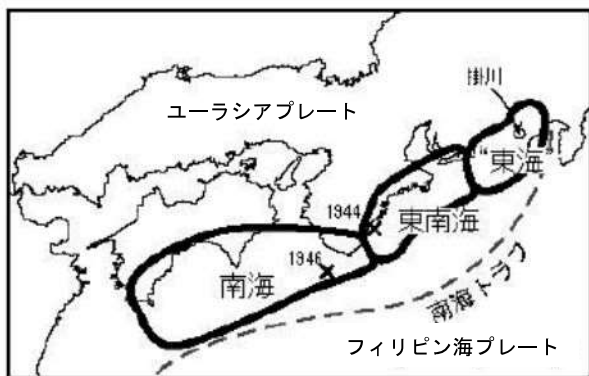 掛川
ユーラシアプレート
“東海”
1944
東南海
1946
南海
南海トラフ
フィリピン海プレート